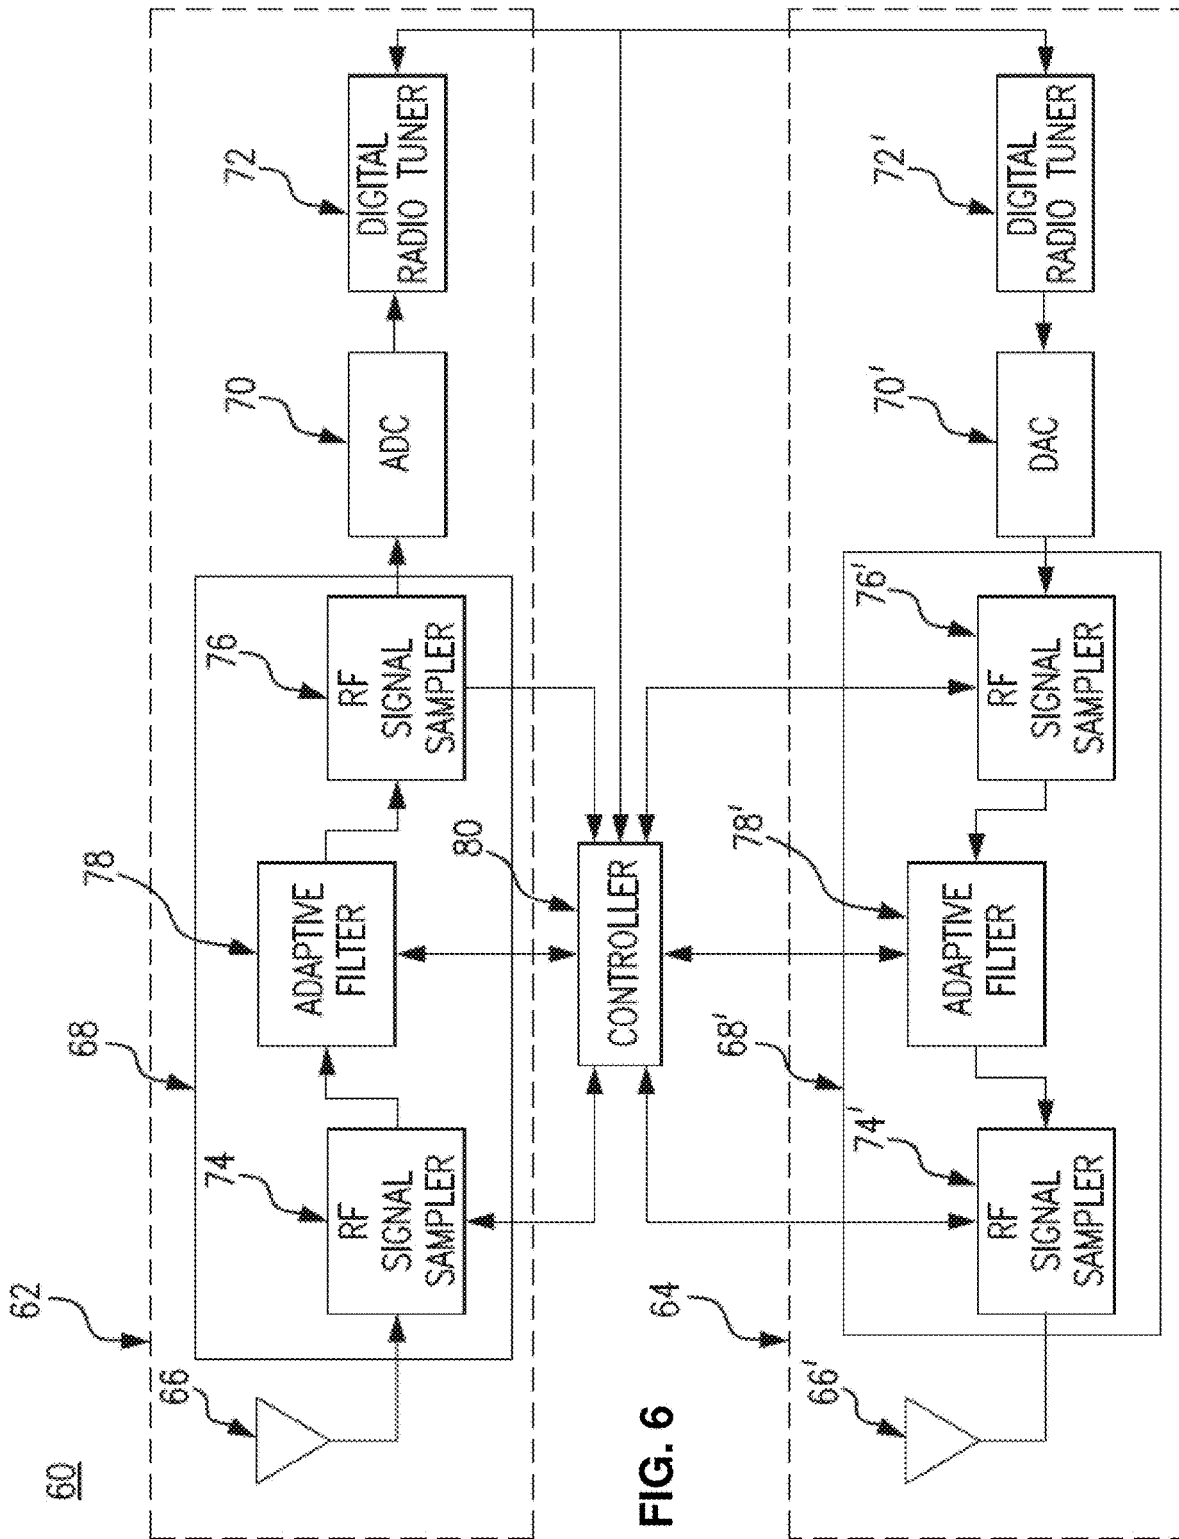 60
62
66
68
74
RF
SIGNAL
SAMPLER
78
ADAPTIVE
FILTER
76
RF
SIGNAL
SAMPLER
70
ADC
72
DIGITAL
RADIO TUNER
80
CONTROLLER
64
66'
68'
74'
RF
SIGNAL
SAMPLER
78'
ADAPTIVE
FILTER
76'
RF
SIGNAL
SAMPLER
70'
DAC
72'
DIGITAL
RADIO TUNER
FIG. 6